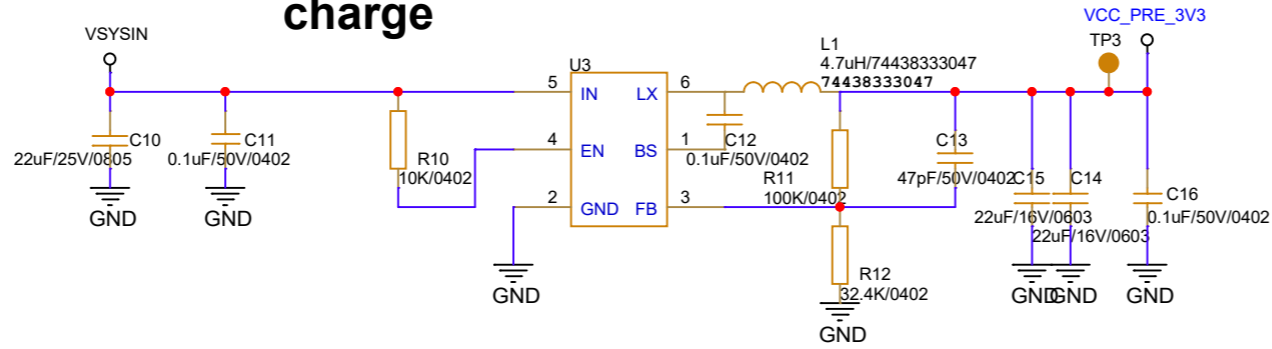 charge
VSYSIN
VCC_PRE_3V3
TP3
L1
4.7uH/74438333047
74438333047
U3
5
IN
LX
6
4
EN
BS
1
2
GND
FB
3
C10
22uF/25V/0805
C11
0.1uF/50V/0402
R10
10K/0402
C12
0.1uF/50V/0402
R11
100K/0402
C13
47pF/50V/0402
C15
22uF/16V/0603
C14
22uF/16V/0603
C16
0.1uF/50V/0402
R12
32.4K/0402
GND
GND
GND
GND
GND
GND
GND